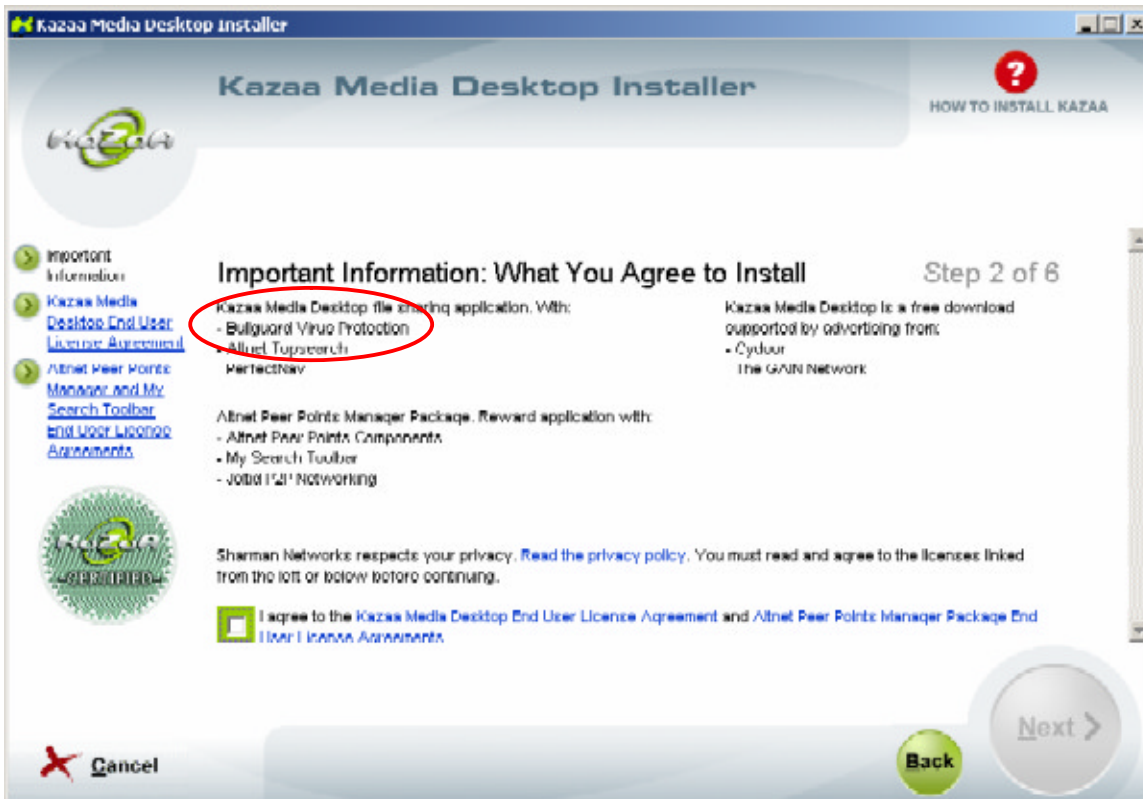 Kazaa Media Desktop Installer
Kazaa Media Desktop Installer
?
HOW TO INSTALL KAZAA
KaZaA
Important
Information
Kazaa Media
Desktop End User
License Agreement
Altnet Peer Points
Manager and My
Search Toolbar
End User License
Agreements
KaZaA
CERTIFIED
Important Information: What You Agree to Install
Step 2 of 6
Kazaa Media Desktop file sharing application. With:
- Bullguard Virus Protection
- Altnet Topsearch
PerfectNav
Kazaa Media Desktop is a free download
supported by advertising from:
- Cydoor
The GAIN Network
Altnet Peer Points Manager Package. Reward application with:
- Altnet Peer Points Components
- My Search Toolbar
- Joltid P2P Networking
Sharman Networks respects your privacy. Read the privacy policy. You must read and agree to the licenses linked
from the left or below before continuing.
I agree to the Kazaa Media Desktop End User License Agreement and Altnet Peer Points Manager Package End
User License Agreements
Cancel
Back
Next >